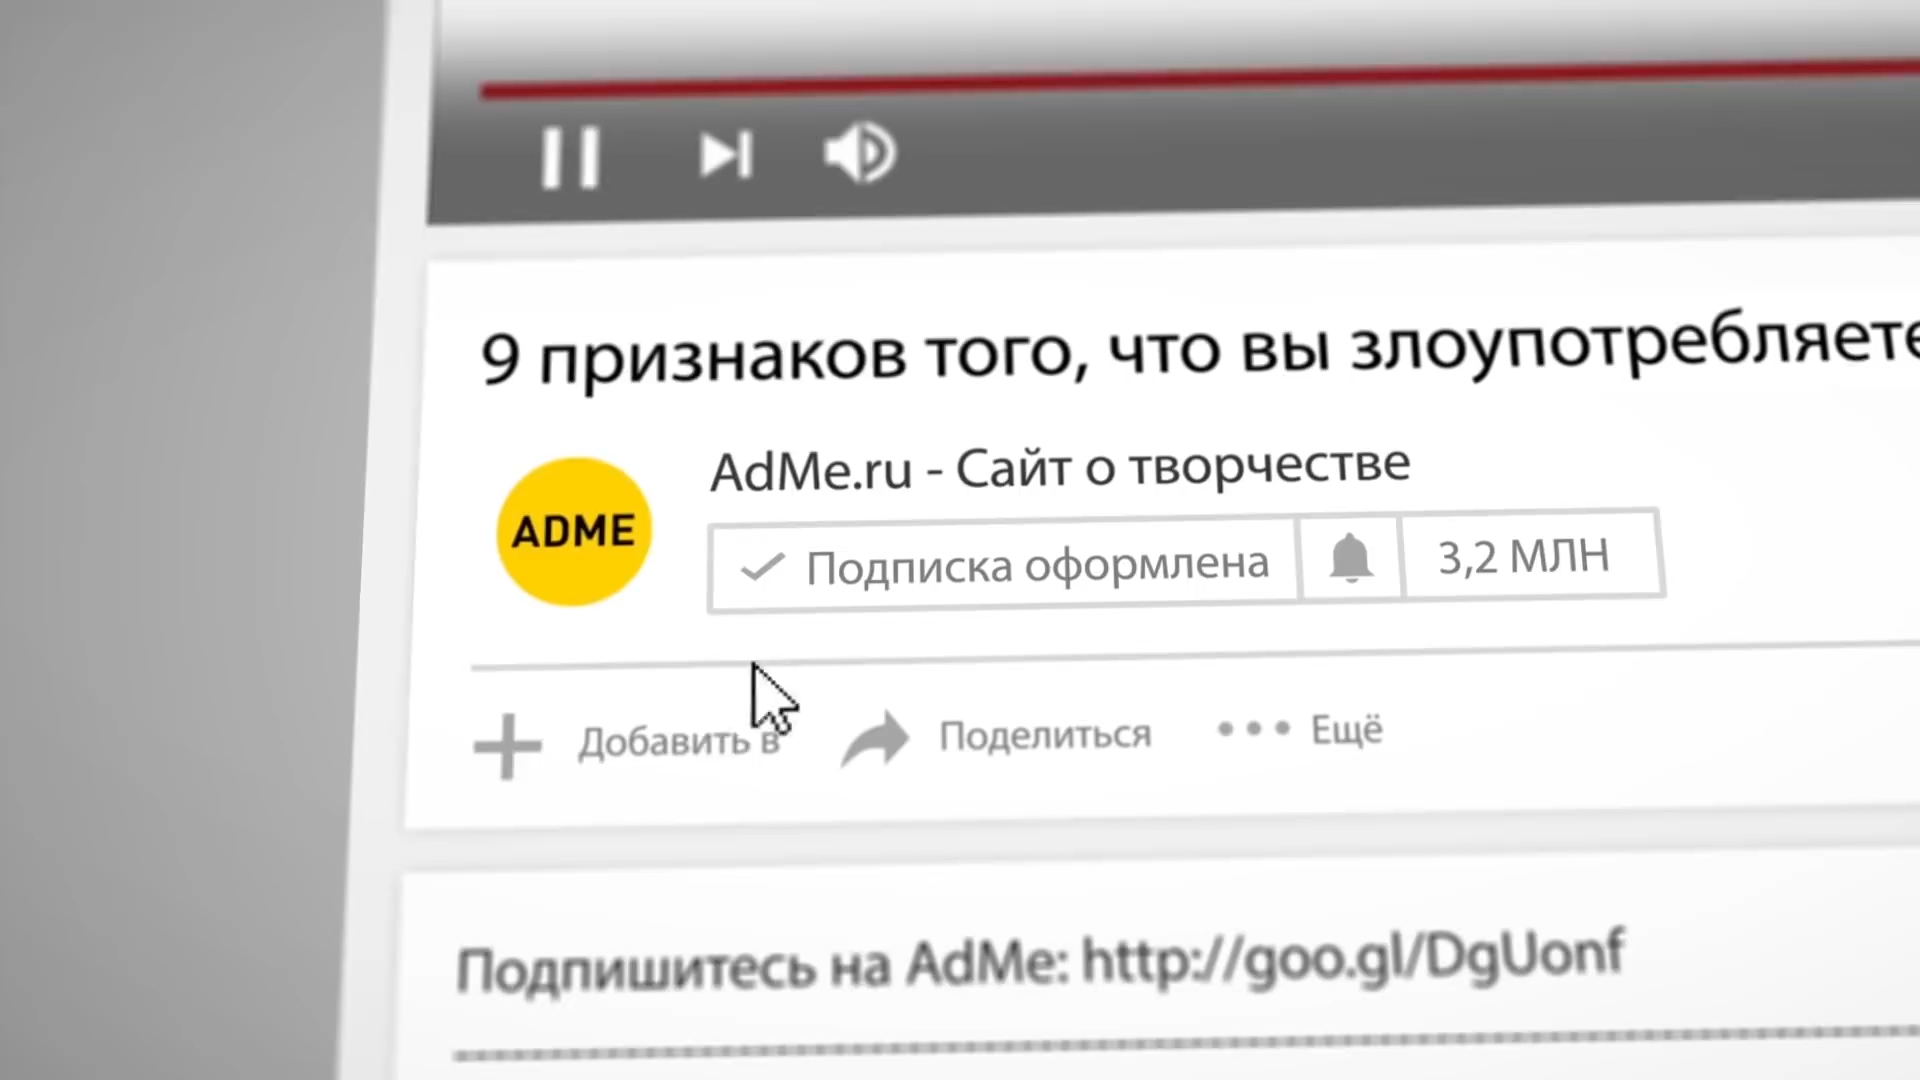 9 признаков того, что вы злоупотребляете
ADME
AdMe.ru - Сайт о творчестве
Подписка оформлена
3,2 МЛН
Добавить в
Поделиться
Ещё
Подпишитесь на AdMe: http://goo.gl/DgUonf